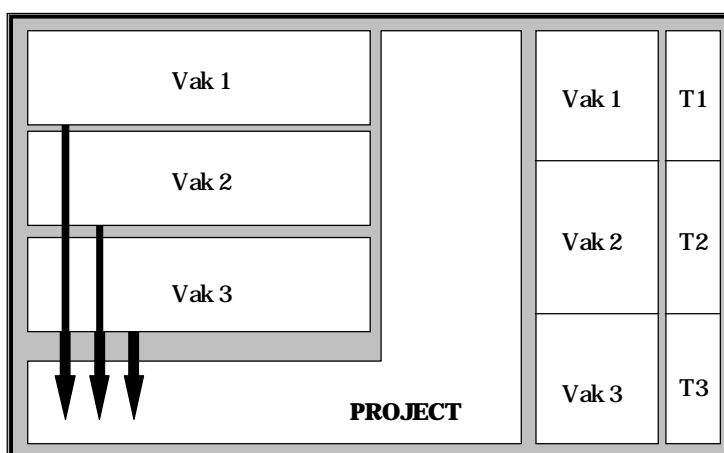 Vak 1
Vak 2
Vak 3
PROJECT
Vak 1
Vak 2
Vak 3
T1
T2
T3